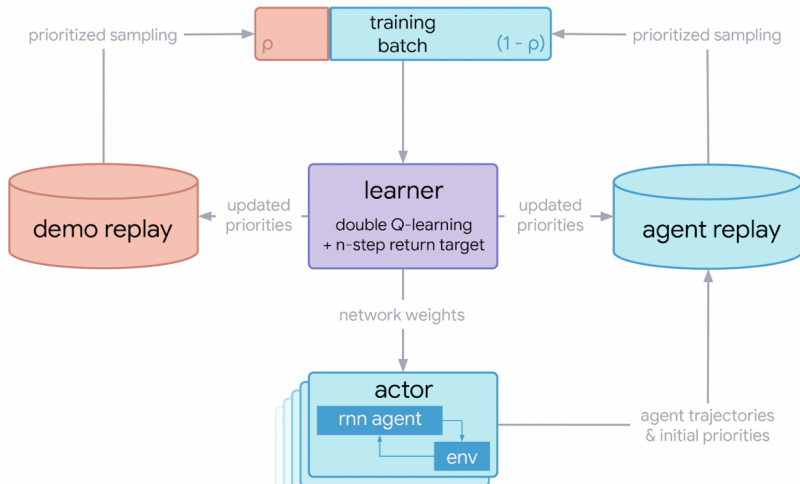 prioritized sampling
ρ
training
batch
(1 - ρ)
prioritized sampling
demo replay
updated
priorities
learner
double Q-learning
+ n-step return target
updated
priorities
agent replay
network weights
actor
rnn agent
env
agent trajectories
& initial priorities